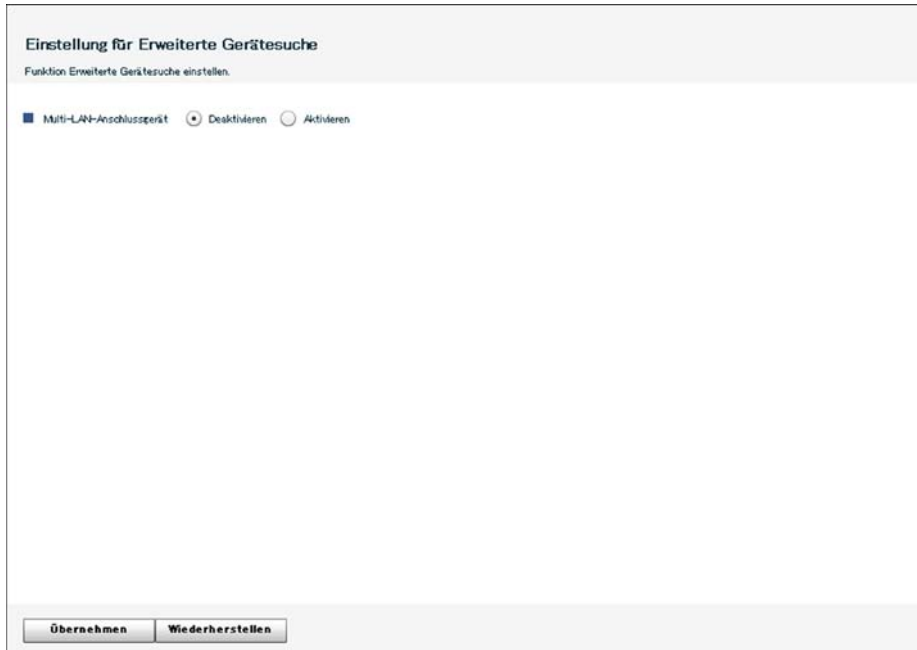 Einstellung für Erweiterte Gerätesuche
Funktion Erweiterte Gerätesuche einstellen.
Multi-LAN-Anschlussgerät Deaktivieren Aktivieren
Übernehmen Wiederherstellen